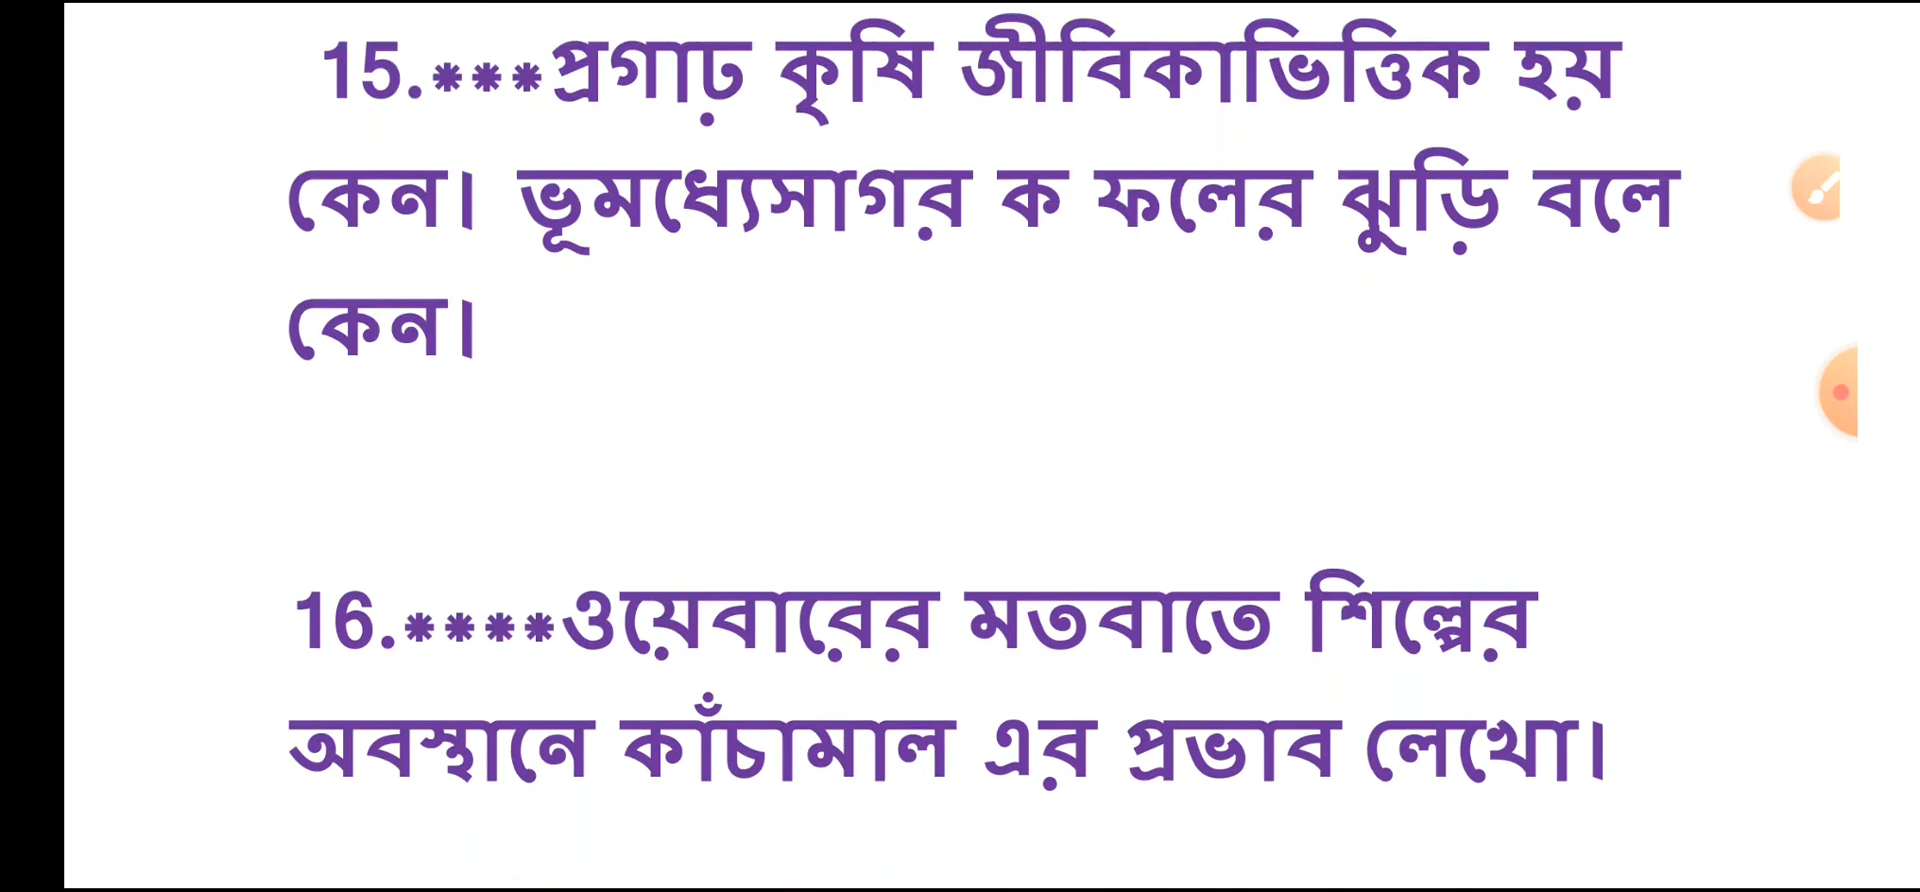 15.***প্রগাঢ় কৃষি জীবিকাভিত্তিক হয়
কেন। ভূমধ্যেসাগর ক ফলের ঝুড়ি বলে
কেন।
16.****ওয়েবারের মতবাতে শিল্পের
অবস্থানে কাঁচামাল এর প্রভাব লেখো।